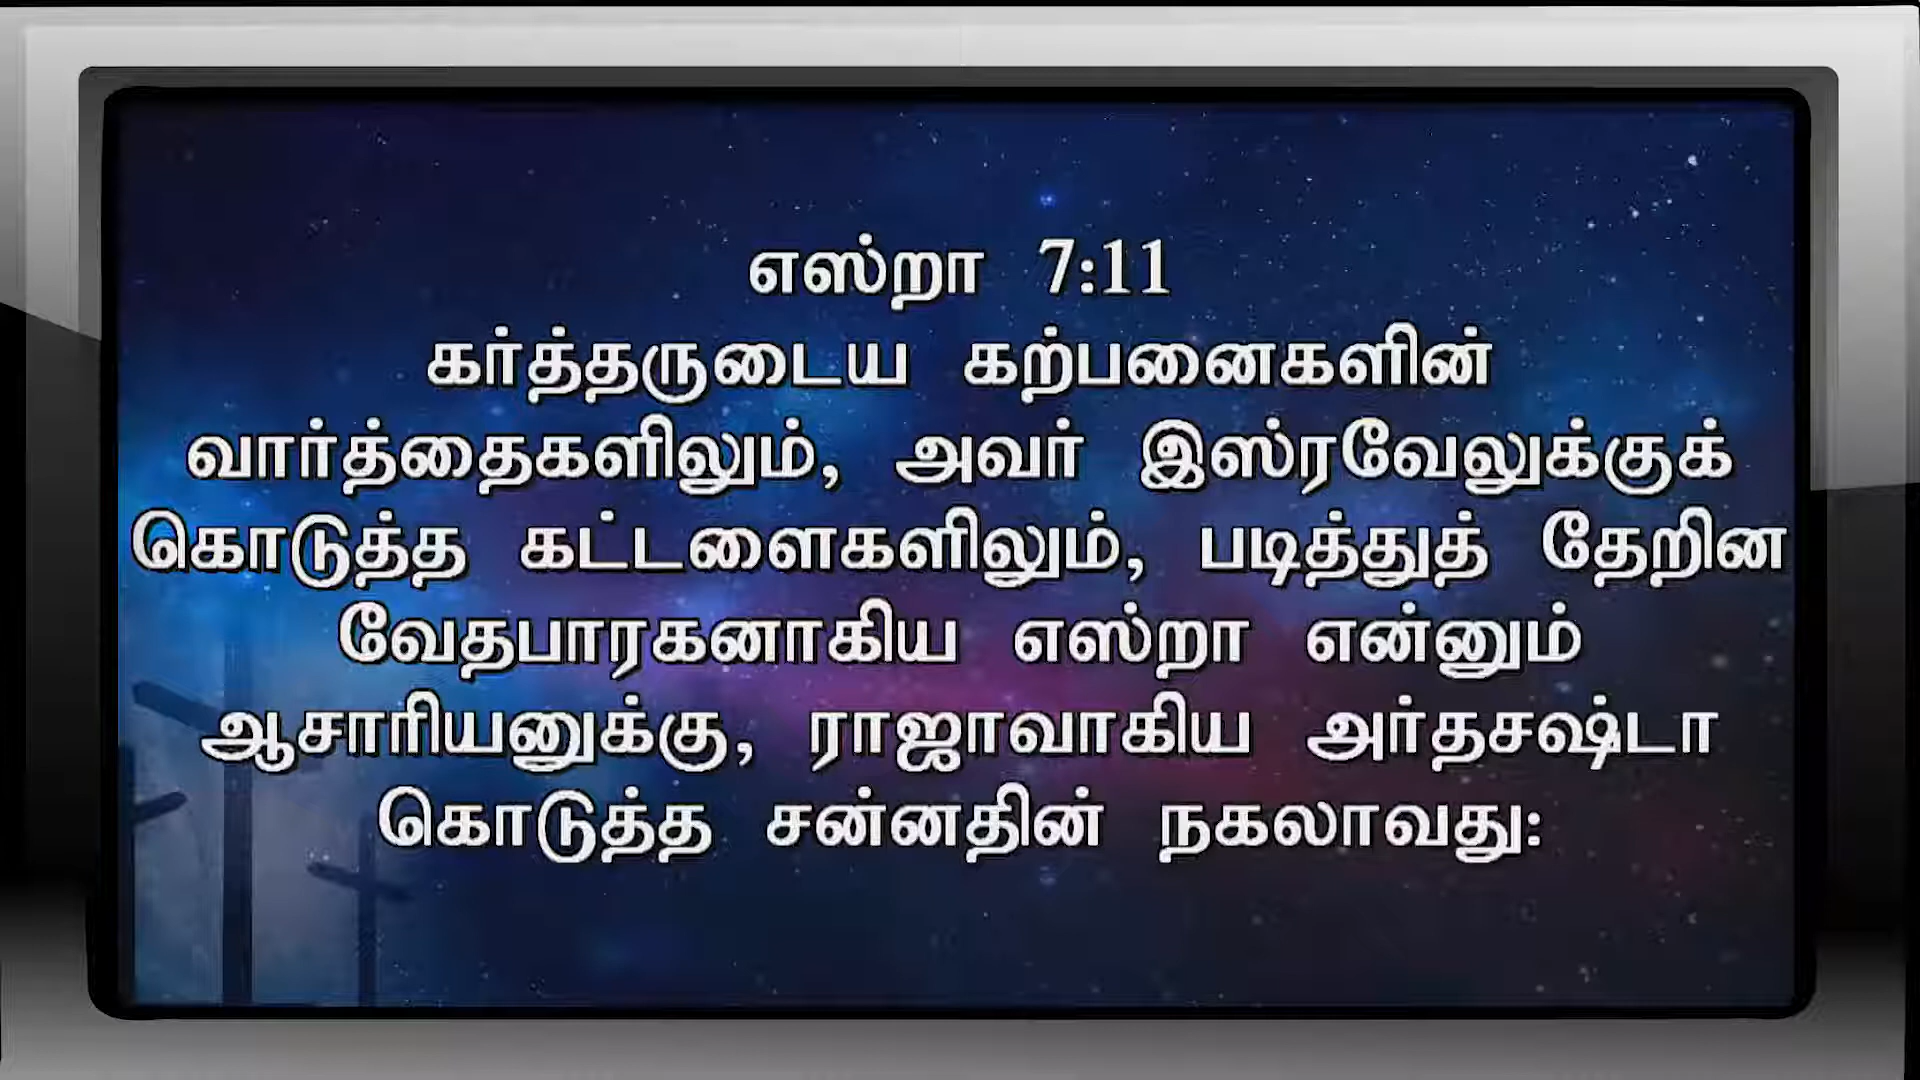 எஸ்றா 7:11
கர்த்தருடைய கற்பனைகளின்
வார்த்தைகளிலும், அவர் இஸ்ரவேலுக்குக்
கொடுத்த கட்டளைகளிலும், படித்துத் தேறின
வேதபாரகனாகிய எஸ்றா என்னும்
ஆசாரியனுக்கு, ராஜாவாகிய அர்தசஷ்டா
கொடுத்த சன்னதின் நகலாவது: